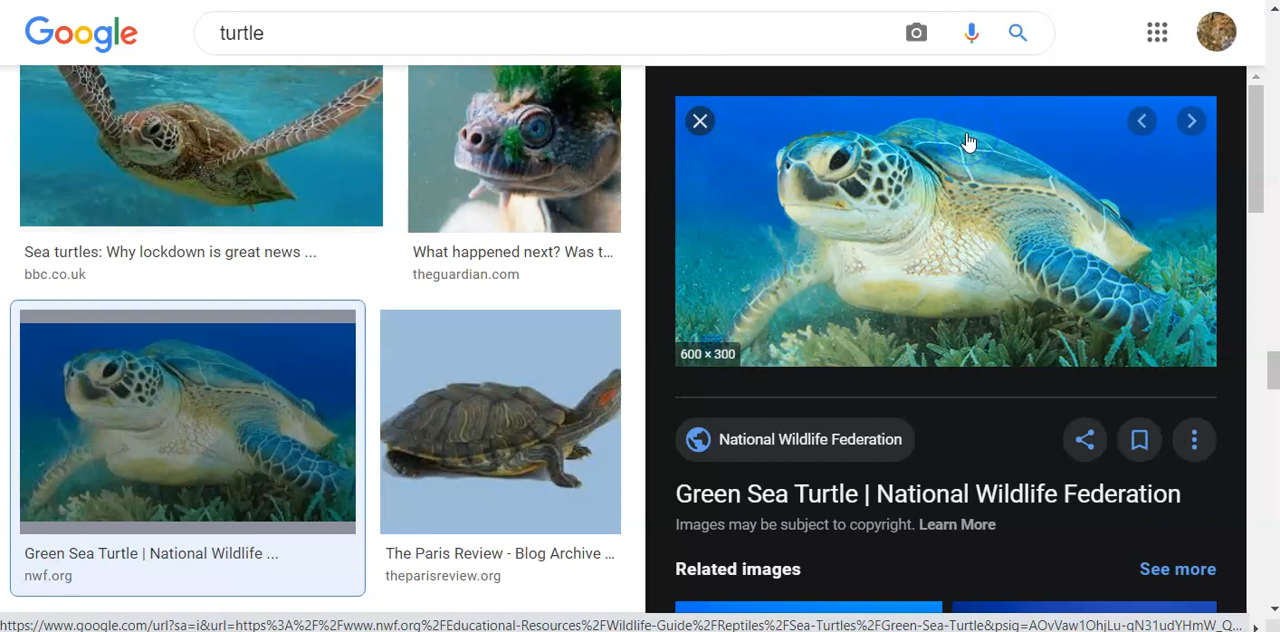 Google
turtle
Sea turtles: Why lockdown is great news ...
bbc.co.uk
What happened next? Was t...
theguardian.com
Green Sea Turtle | National Wildlife ...
nwf.org
The Paris Review - Blog Archive ...
theparisreview.org
600 × 300
National Wildlife Federation
Green Sea Turtle | National Wildlife Federation
Images may be subject to copyright. Learn More
Related images
See more
https://www.google.com/url?sa=i&url=https%3A%2F%2Fwww.nwf.org%2FEducational-Resources%2FWildlife-Guide%2FReptiles%2FSea-Turtles%2FGreen-Sea-Turtle&psig=AOvVaw1OhjLu-qN31udYHmW_Q...